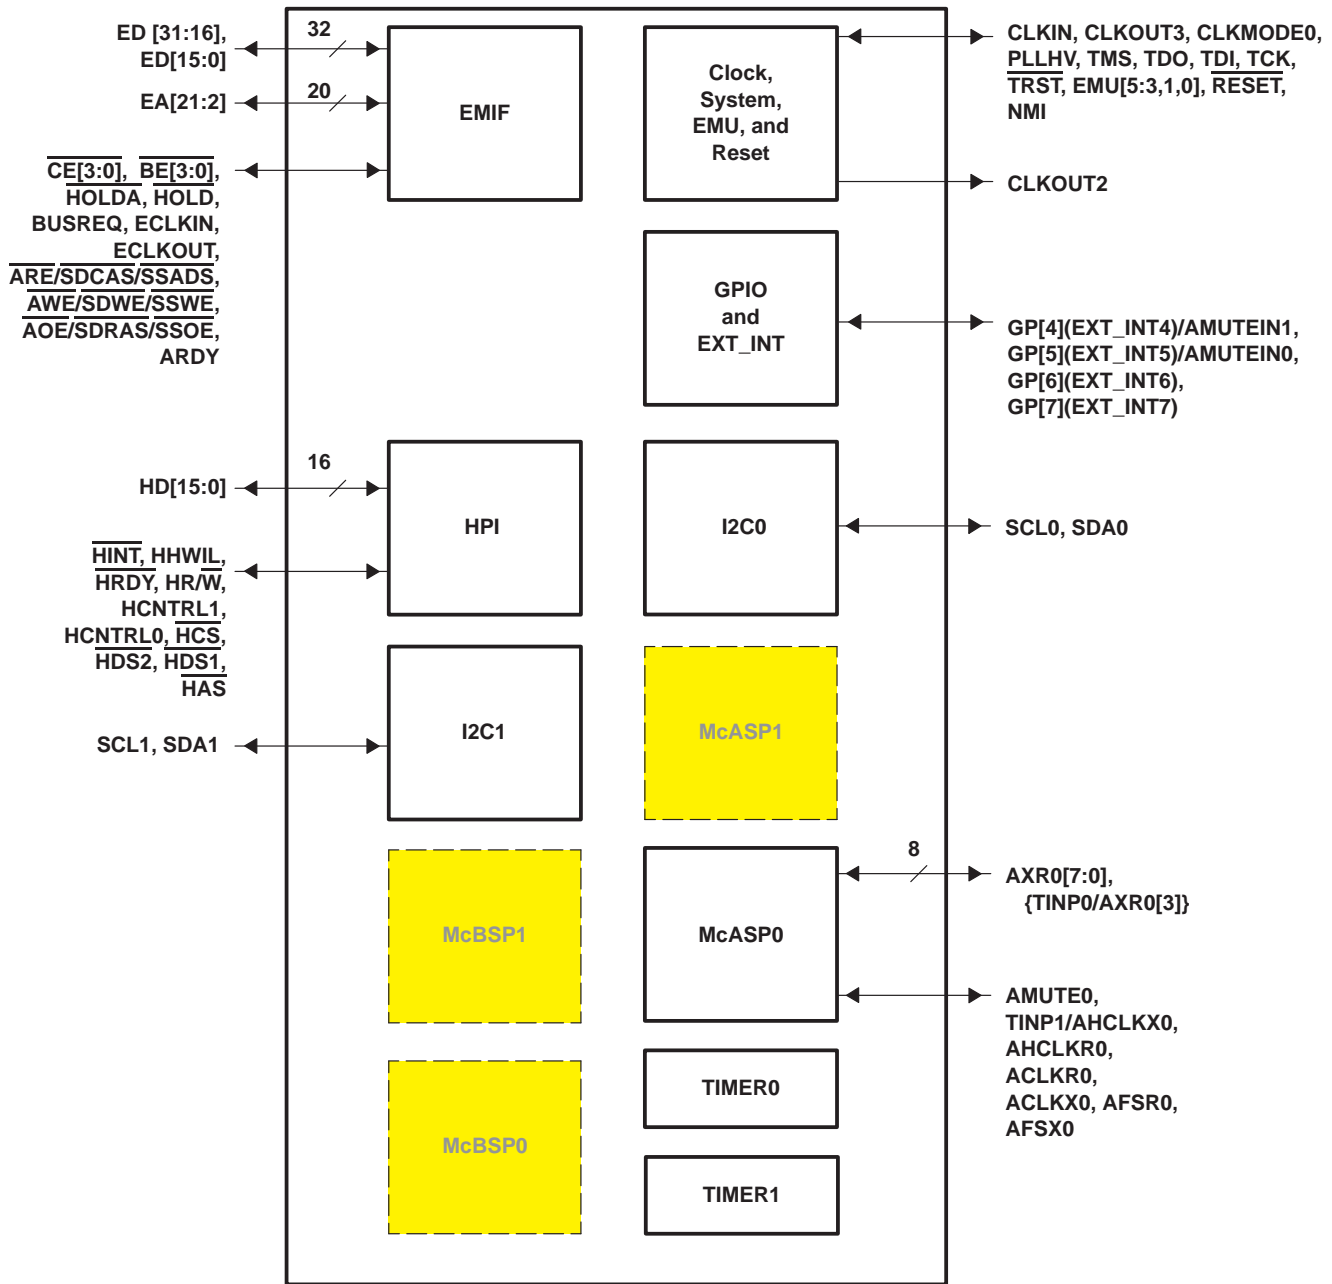 ED [31:16],
ED[15:0]
32
EA[21:2]
20
EMIF
CE[3:0], BE[3:0],
HOLDA, HOLD,
BUSREQ, ECLKIN,
ECLKOUT,
ARE/SDCAS/SSADS,
AWE/SDWE/SSWE,
AOE/SDRAS/SSOE,
ARDY
Clock,
System,
EMU, and
Reset
CLKIN, CLKOUT3, CLKMODE0,
PLLHV, TMS, TDO, TDI, TCK,
TRST, EMU[5:3,1,0], RESET,
NMI
CLKOUT2
GPIO
and
EXT_INT
GP[4](EXT_INT4)/AMUTEIN1,
GP[5](EXT_INT5)/AMUTEIN0,
GP[6](EXT_INT6),
GP[7](EXT_INT7)
HD[15:0]
16
HPI
HINT, HHWIL,
HRDY, HR/W,
HCNTRL1,
HCNTRL0, HCS,
HDS2, HDS1,
HAS
I2C0
SCL0, SDA0
SCL1, SDA1
I2C1
McASP1
McBSP1
McASP0
8
AXR0[7:0],
{TINP0/AXR0[3]}
AMUTE0,
TINP1/AHCLKX0,
AHCLKR0,
ACLKR0,
ACLKX0, AFSR0,
AFSX0
McBSP0
TIMER0
TIMER1